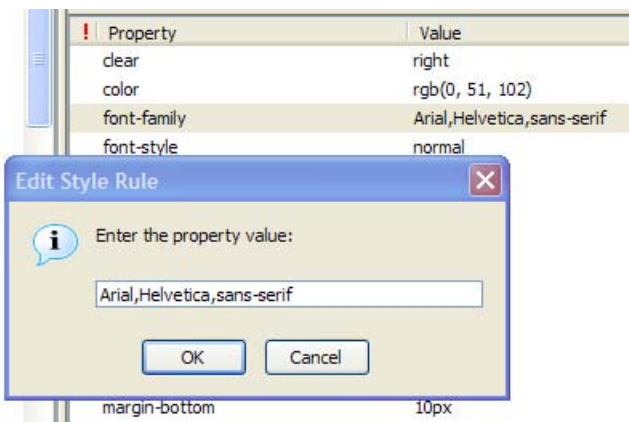 ! Property Value
clear right
color rgb(0, 51, 102)
font-family Arial,Helvetica,sans-serif
font-style normal
Edit Style Rule
Enter the property value:
Arial,Helvetica,sans-serif
OK Cancel
margin-bottom 10px